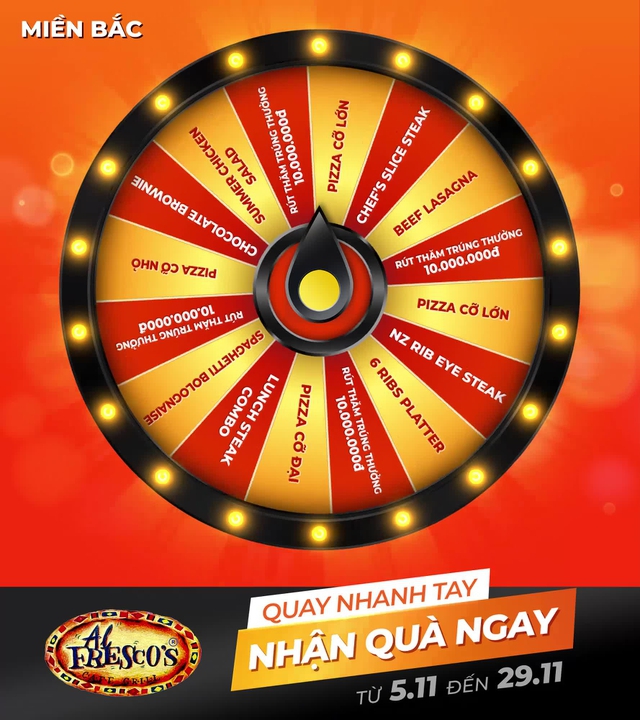 MIỀN BẮC
PIZZA CỠ LỚN
CHEF'S SLICE STEAK
BEEF LASAGNA
RÚT THĂM TRÚNG THƯỞNG
10.000.000đ
PIZZA CỠ LỚN
NZ RIB EYE STEAK
6 RIBS PLATTER
RÚT THĂM TRÚNG THƯỞNG
10.000.000đ
PIZZA CỠ ĐẠI
LUNCH STEAK
COMBO
SPAGHETTI BOLOGNAISE
RÚT THĂM TRÚNG THƯỞNG
10.000.000đ
PIZZA CỠ NHỎ
CHOCOLATE BROWNIE
SUMMER CHICKEN
SALAD
RÚT THĂM TRÚNG THƯỞNG
10.000.000đ
QUAY NHANH TAY
NHẬN QUÀ NGAY
TỪ 5.11 ĐẾN 29.11
Al
FRESCO'S®
CAFE GRILL